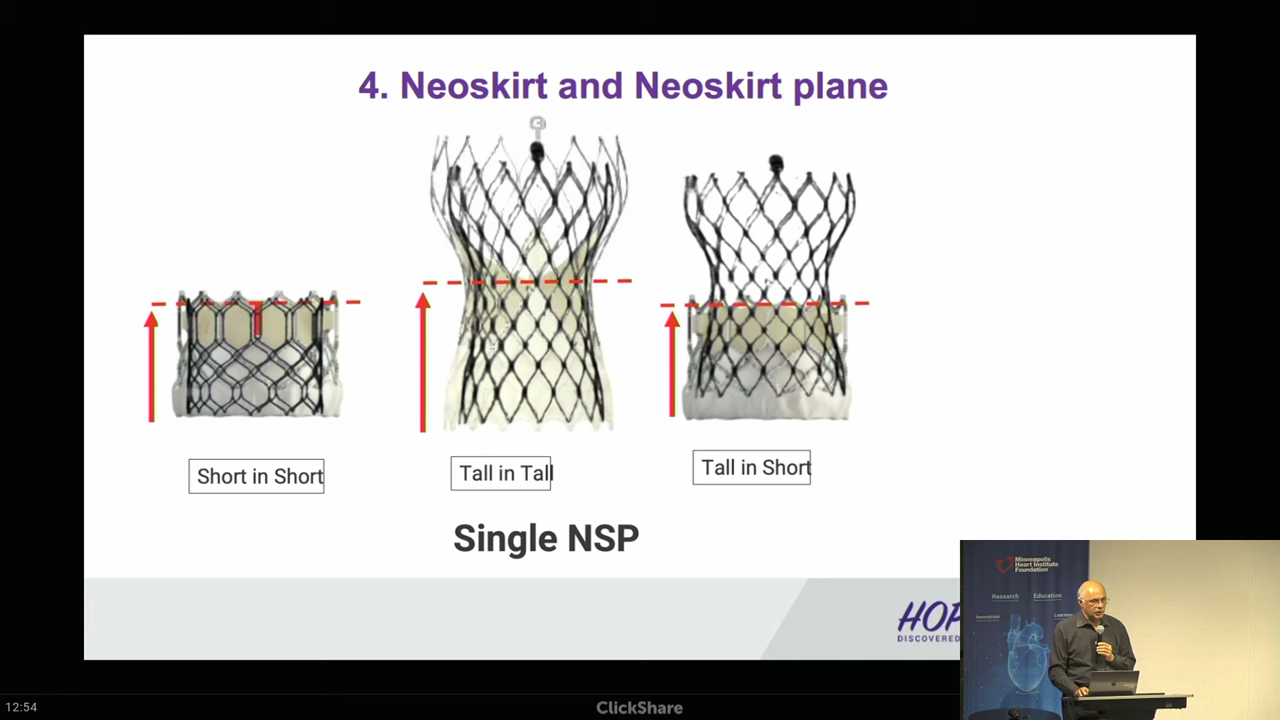 4. Neoskirt and Neoskirt plane
Short in Short
Tall in Tall
Tall in Short
Single NSP
HOP
DISCOVERED
Minneapolis
Heart Institute
Foundation
Research Education
Innovation
12:54
ClickShare